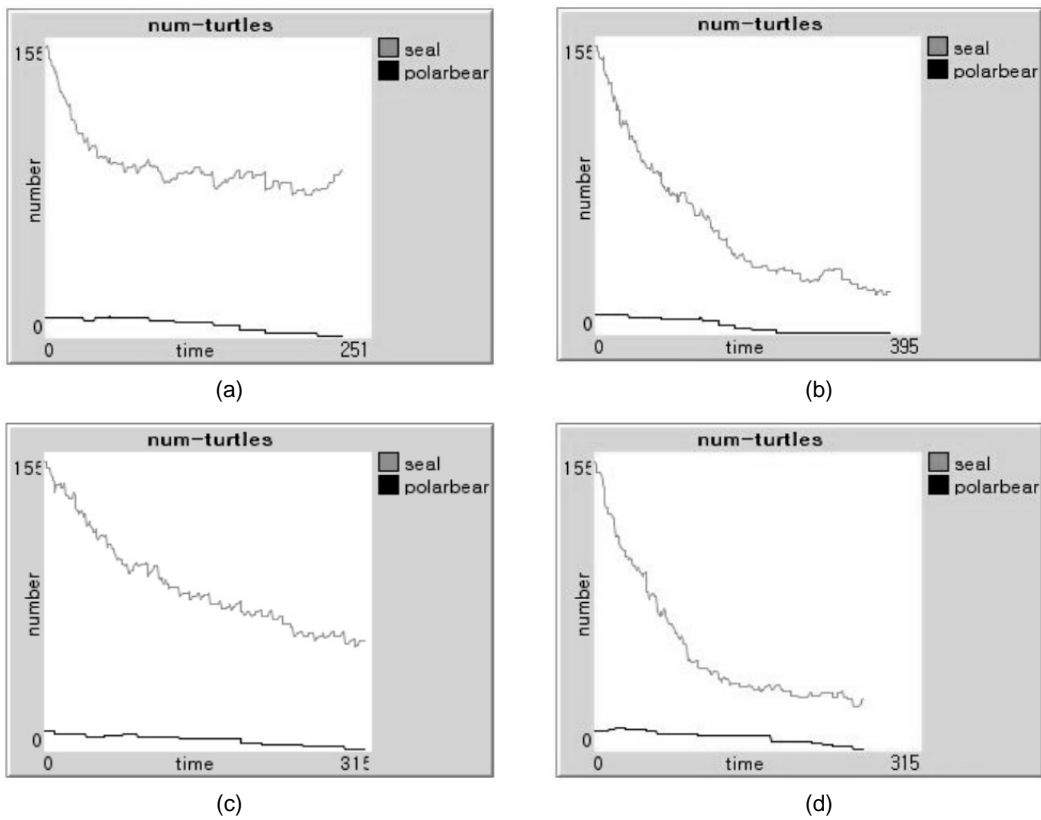 num-turtles
155
seal
polarbear
number
0
0 time 251
(a)
num-turtles
155
seal
polarbear
number
0
0 time 395
(b)
num-turtles
155
seal
polarbear
number
0
0 time 315
(c)
num-turtles
155
seal
polarbear
number
0
0 time 315
(d)